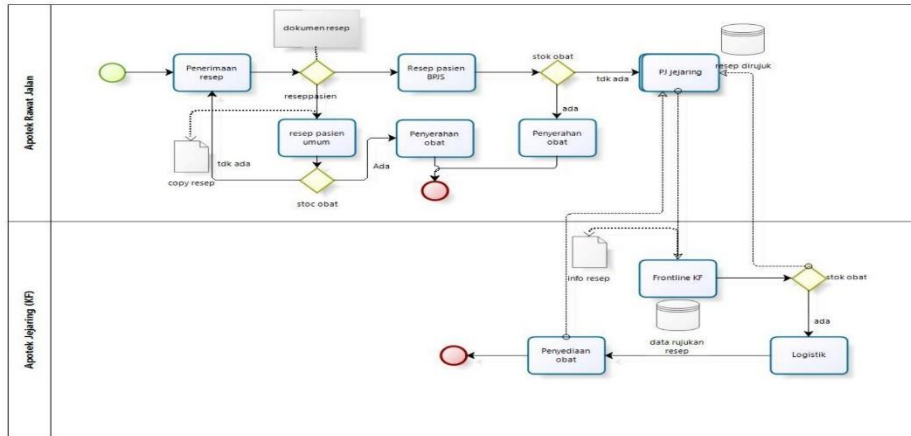 Apotek Rawat Jalan
dokumen resep
Penerimaan
resep
reseppasien
Resep pasien
BPJS
stok obat
tdk ada
PJ jejaring
resep dirujuk
ada
resep pasien
umum
Penyerahan
obat
Penyerahan
obat
copy resep
tdk ada
Ada
stoc obat
Apotek Jejaring (KF)
info resep
Frontline KF
stok obat
data rujukan
resep
ada
Penyediaan
obat
Logistik